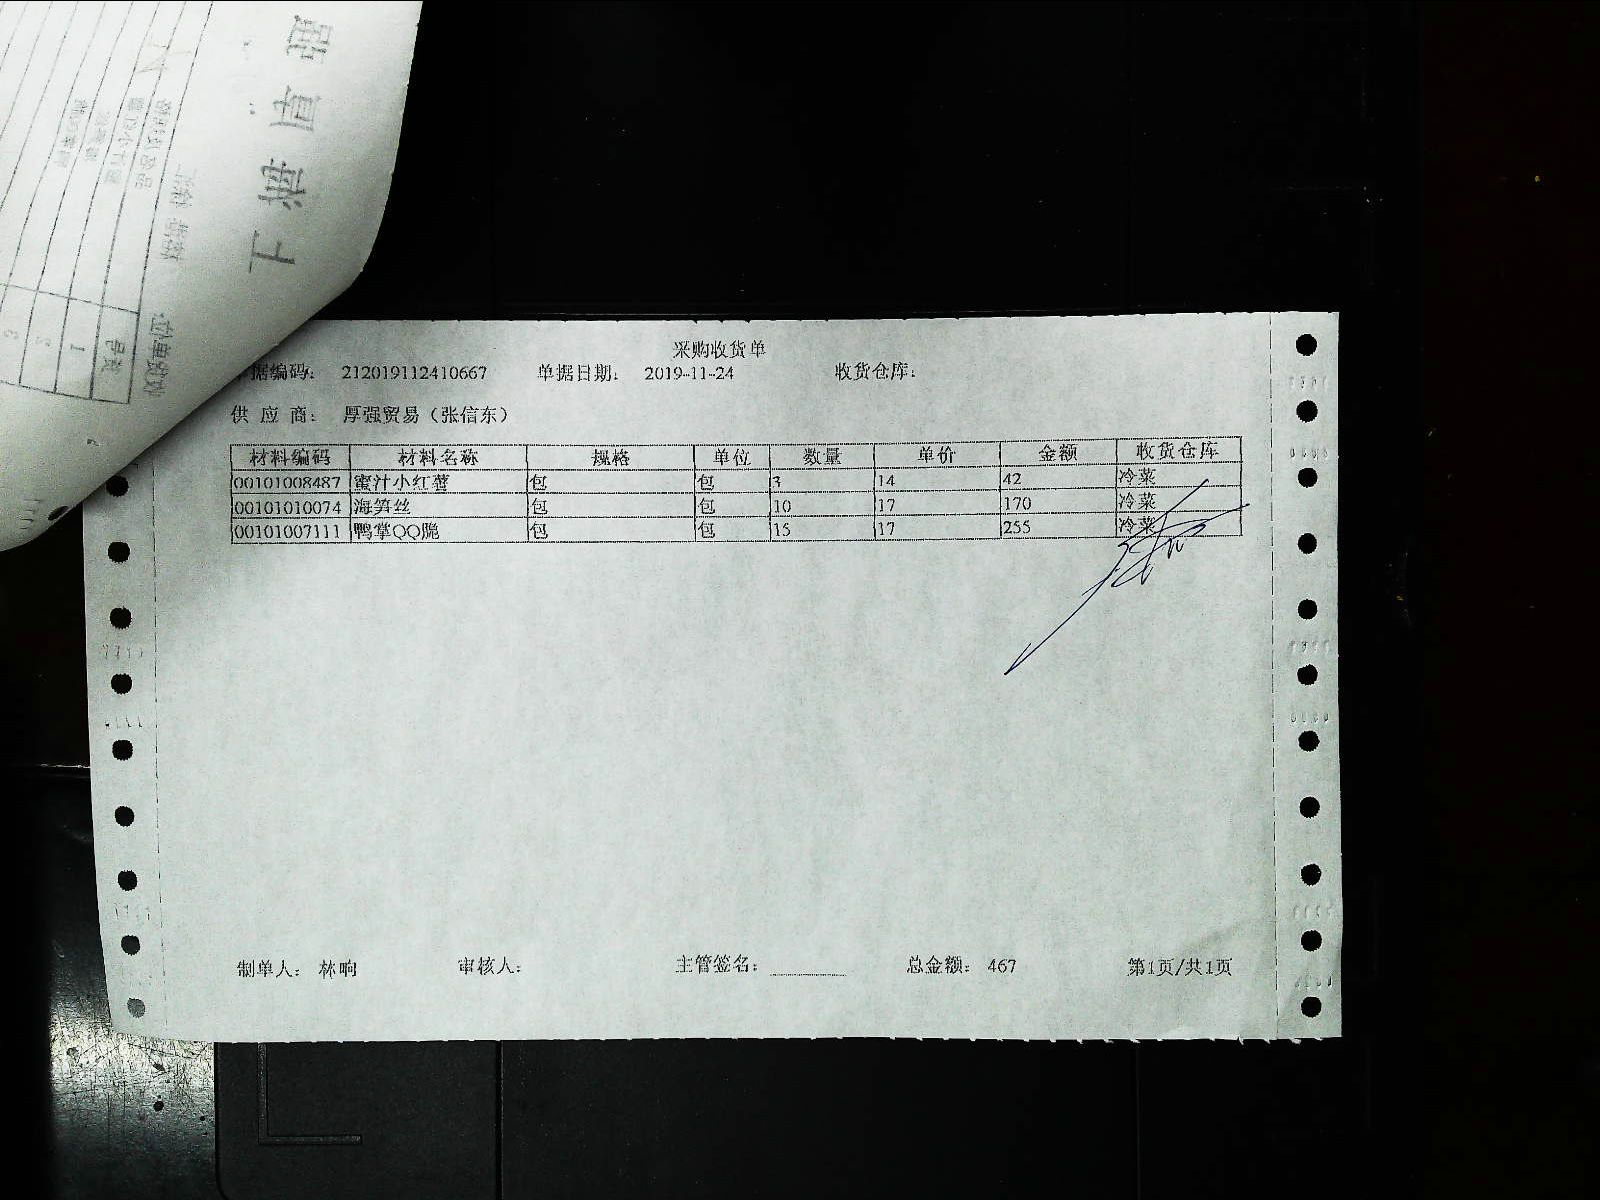 采购收货单
据编码： 212019112410667 单据日期： 2019-11-24 收货仓库：
供 应 商： 厚强贸易（张信东）
材料编码 材料名称 规格 单位 数量 单价 金额 收货仓库
00101008487 蜜汁小红薯 包 包 3 14 42 冷菜
00101010074 海笋丝 包 包 10 17 170 冷菜
00101007111 鸭掌QQ脆 包 包 15 17 255 冷菜
制单人： 林响 审核人： 主管签名： 总金额： 467 第1页/共1页